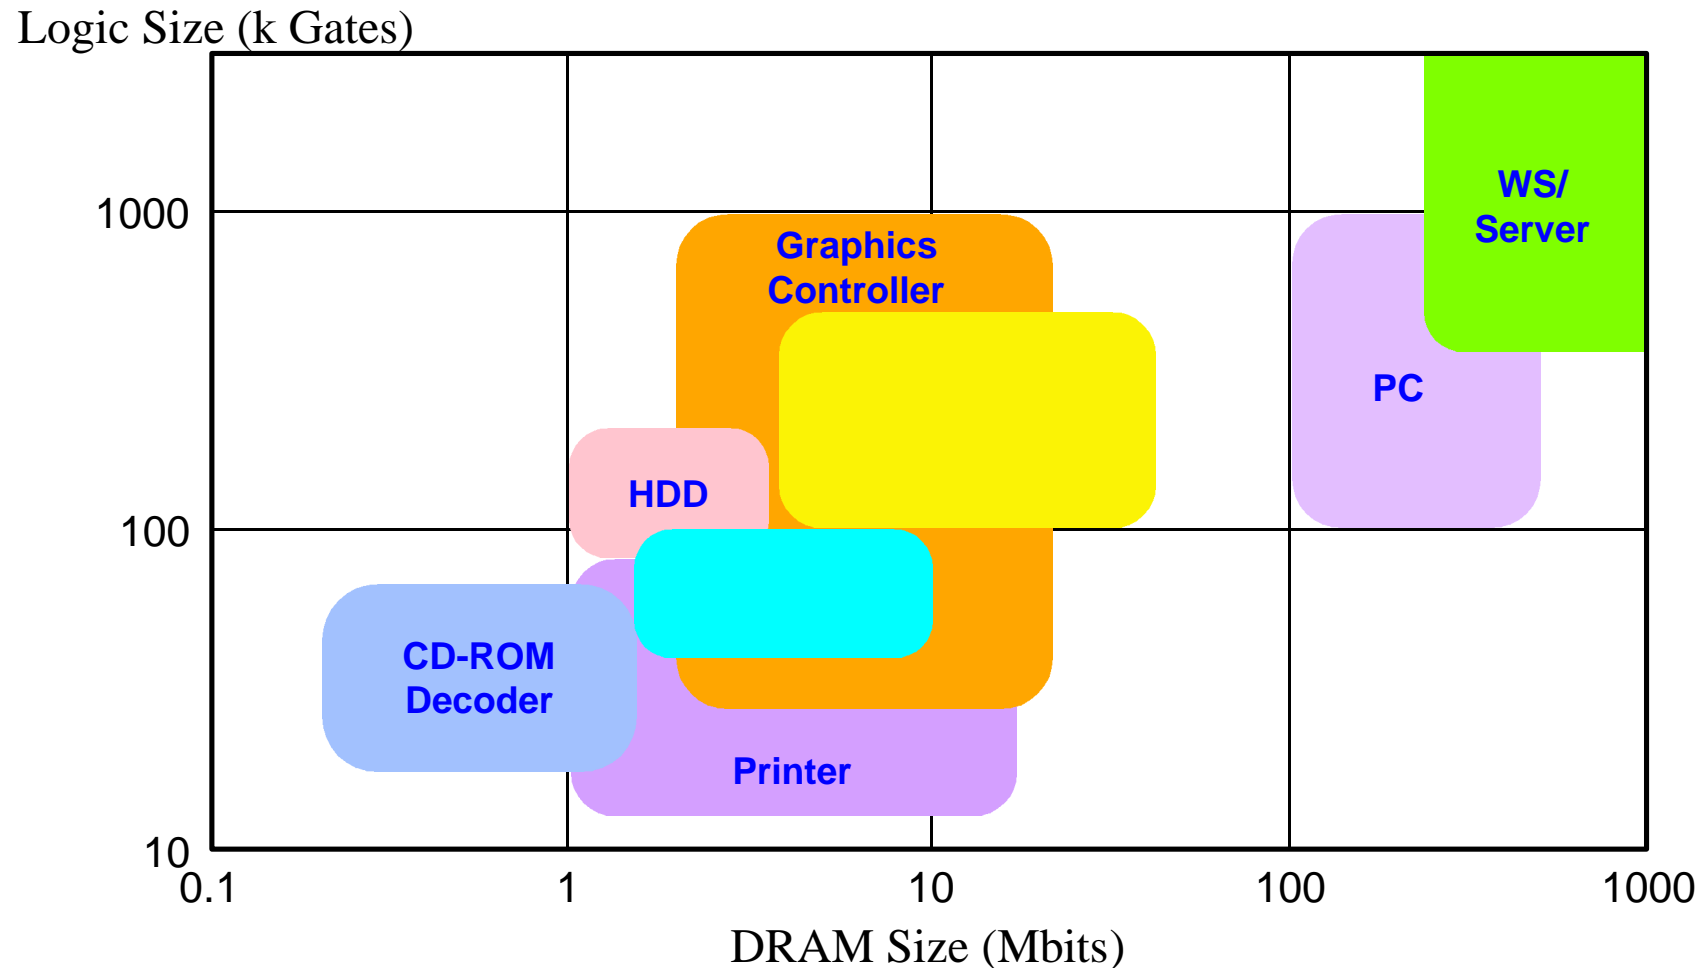 Logic Size (k Gates)
1000
100
10
WS/
Server
Graphics
Controller
PC
HDD
CD-ROM
Decoder
Printer
0.1
1
10
100
1000
DRAM Size (Mbits)